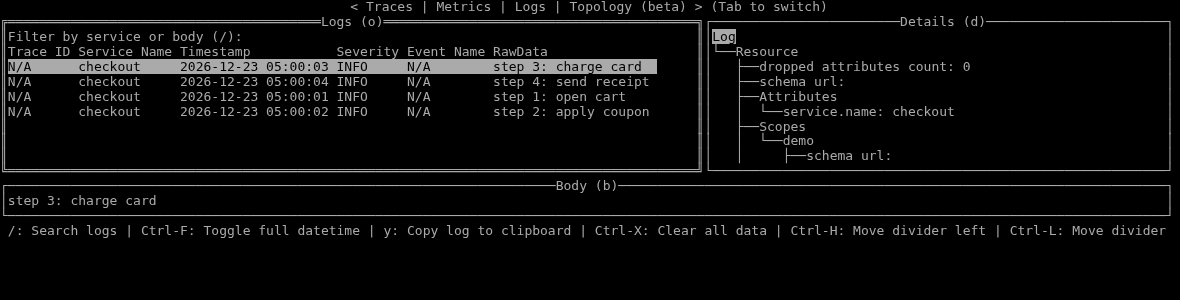 < Traces | Metrics | Logs | Topology (beta) > (Tab to switch)
Logs (o)
Filter by service or body (/):
Trace ID Service Name Timestamp Severity Event Name RawData
N/A checkout 2026-12-23 05:00:03 INFO N/A step 3: charge card
N/A checkout 2026-12-23 05:00:04 INFO N/A step 4: send receipt
N/A checkout 2026-12-23 05:00:01 INFO N/A step 1: open cart
N/A checkout 2026-12-23 05:00:02 INFO N/A step 2: apply coupon
Details (d)
Log
Resource
dropped attributes count: 0
schema url:
Attributes
service.name: checkout
Scopes
demo
schema url:
Body (b)
step 3: charge card
/: Search logs | Ctrl-F: Toggle full datetime | y: Copy log to clipboard | Ctrl-X: Clear all data | Ctrl-H: Move divider left | Ctrl-L: Move divider